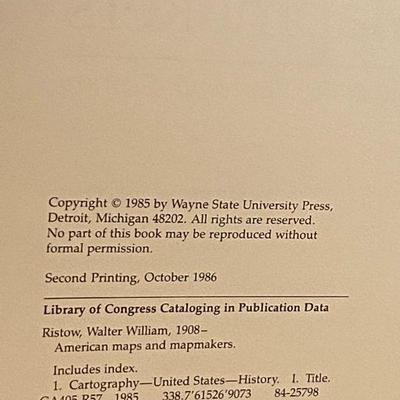 Copyright © 1985 by Wayne State University Press,
Detroit, Michigan 48202. All rights are reserved.
No part of this book may be reproduced without
formal permission.
Second Printing, October 1986
Library of Congress Cataloging in Publication Data
Ristow, Walter William, 1908–
American maps and mapmakers.
Includes index.
1. Cartography—United States—History. I. Title.
GA405.R57 1985 338.7'61526'9073 84-25798